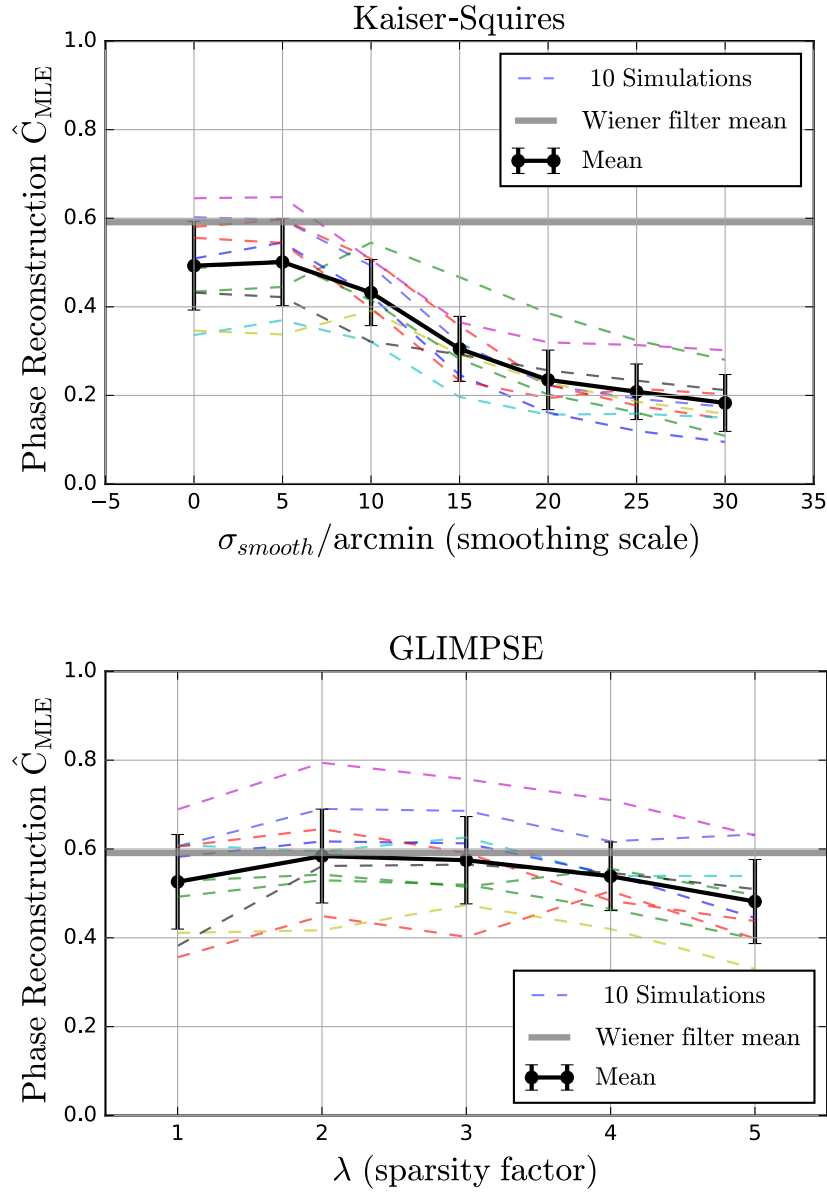 Kaiser-Squires
1.0
0.8
0.6
0.4
0.2
0.0
Phase Reconstruction ĈMLE
10 Simulations
Wiener filter mean
Mean
−5 0 5 10 15 20 25 30 35
σsmooth/arcmin (smoothing scale)
GLIMPSE
1.0
0.8
0.6
0.4
0.2
0.0
Phase Reconstruction ĈMLE
10 Simulations
Wiener filter mean
Mean
1 2 3 4 5
λ (sparsity factor)